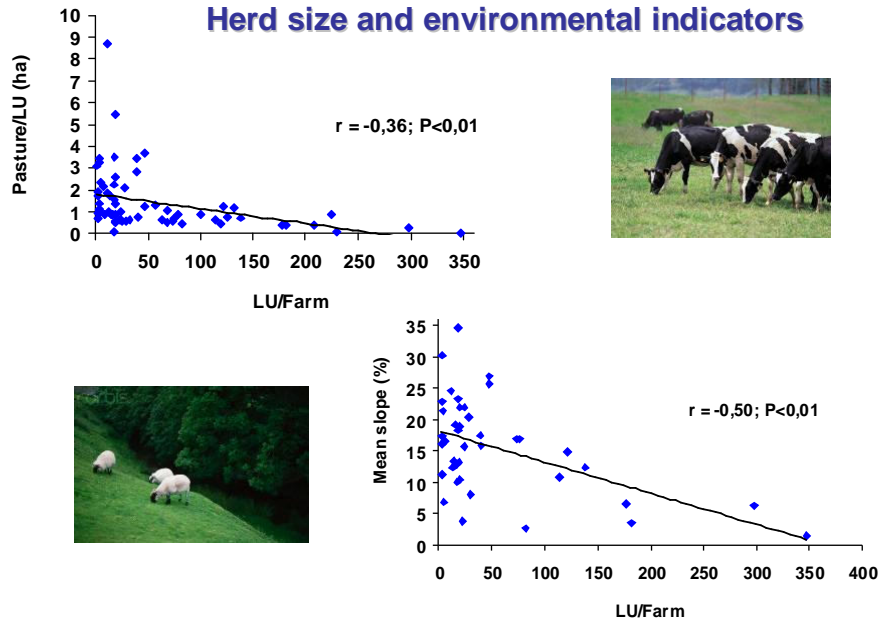 Herd size and environmental indicators
Pasture/LU (ha)
10
9
8
7
6
5
4
3
2
1
0
r = -0,36; P<0,01
0 50 100 150 200 250 300 350
LU/Farm
Mean slope (%)
35
30
25
20
15
10
5
0
r = -0,50; P<0,01
0 50 100 150 200 250 300 350 400
LU/Farm